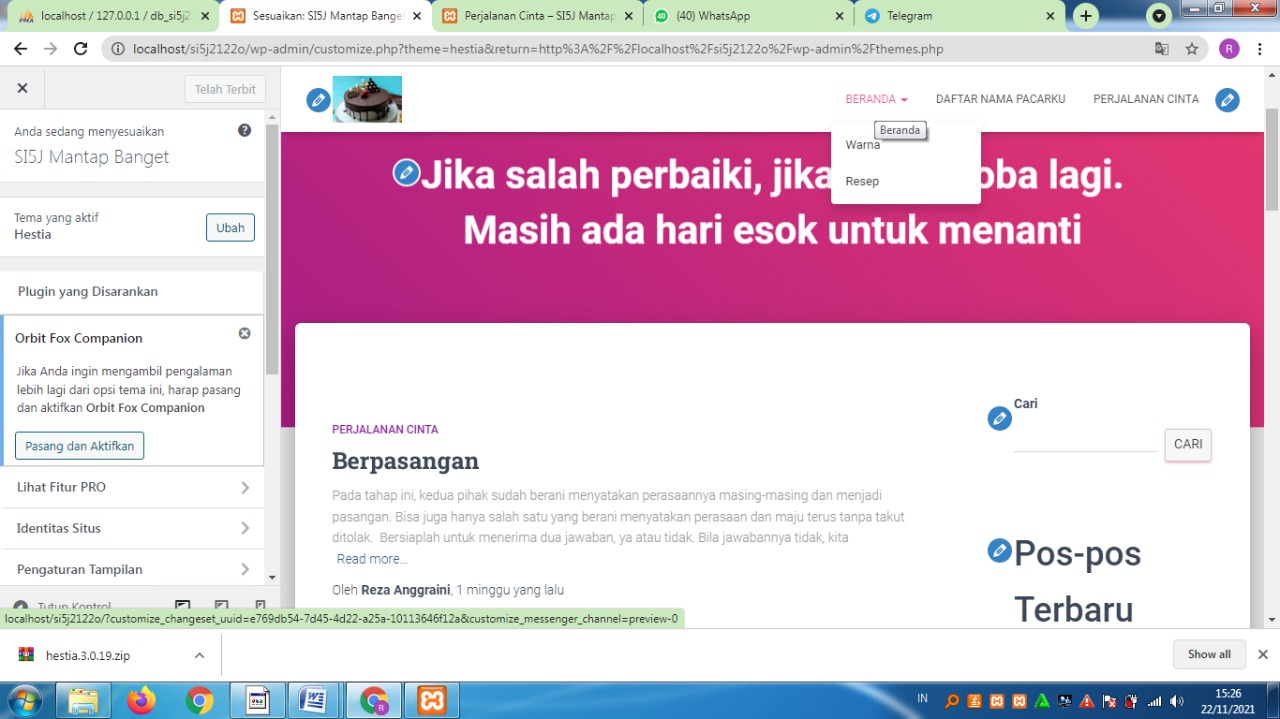 localhost / 127.0.0.1 / db_si5j2
Sesuaikan: SI5J Mantap Banget
Perjalanan Cinta – SI5J Mantap
(40) WhatsApp
Telegram
localhost/si5j2122o/wp-admin/customize.php?theme=hestia&return=http%3A%2F%2Flocalhost%2Fsi5j2122o%2Fwp-admin%2Fthemes.php
R
Telah Terbit
Anda sedang menyesuaikan
SI5J Mantap Banget
Tema yang aktif
Hestia
Ubah
Plugin yang Disarankan
Orbit Fox Companion
Jika Anda ingin mengambil pengalaman
lebih lagi dari opsi tema ini, harap pasang
dan aktifkan Orbit Fox Companion
Pasang dan Aktifkan
Lihat Fitur PRO
Identitas Situs
Pengaturan Tampilan
Tutup Kontrol
BERANDA
DAFTAR NAMA PACARKU
PERJALANAN CINTA
Beranda
Warna
Resep
Jika salah perbaiki, jika oba lagi.
Masih ada hari esok untuk menanti
PERJALANAN CINTA
Berpasangan
Pada tahap ini, kedua pihak sudah berani menyatakan perasaannya masing-masing dan menjadi
pasangan. Bisa juga hanya salah satu yang berani menyatakan perasaan dan maju terus tanpa takut
ditolak. Bersiaplah untuk menerima dua jawaban, ya atau tidak. Bila jawabannya tidak, kita
Read more…
Oleh Reza Anggraini, 1 minggu yang lalu
Cari
CARI
Pos-pos
Terbaru
localhost/si5j2122o/?customize_changeset_uuid=e769db54-7d45-4d22-a25a-10113646f12a&customize_messenger_channel=preview-0
hestia.3.0.19.zip
Show all
IN
15:26
22/11/2021